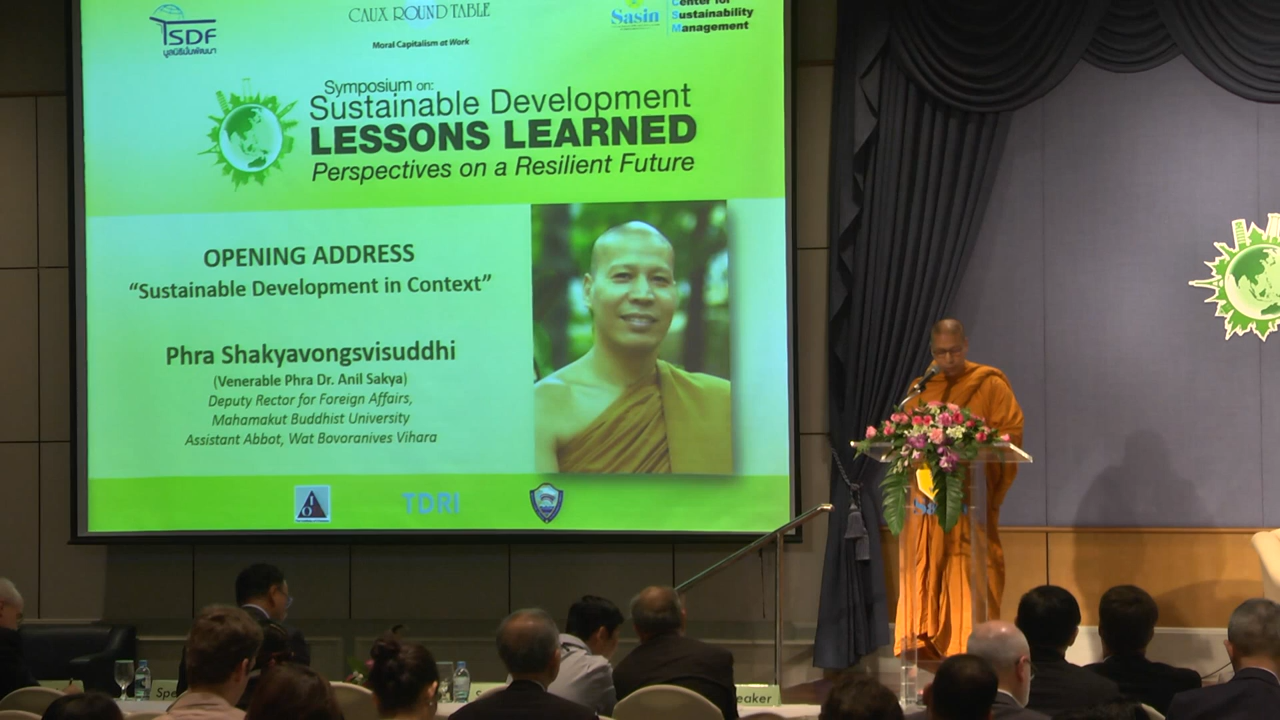 TSDF
มูลนิธิมั่นพัฒนา
CAUX ROUND TABLE
Moral Capitalism at Work
Sasin
Center for
Sustainability
Management
Symposium on:
Sustainable Development
LESSONS LEARNED
Perspectives on a Resilient Future
OPENING ADDRESS
“Sustainable Development in Context”
Phra Shakyavongsvisuddhi
(Venerable Phra Dr. Anil Sakya)
Deputy Rector for Foreign Affairs,
Mahamakut Buddhist University
Assistant Abbot, Wat Bovoranives Vihara
TDRI